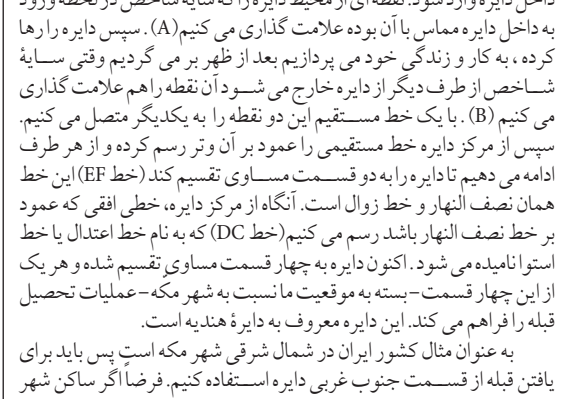 داخل دایره وارد شود. نقطه ای از محیط دایره را که سایه شاخص در لحظه ورود
به داخل دایره مماس با آن بوده علامت گذاری می کنیم(A). سپس دایره را رها
کرده، به کار و زندگی خود می پردازیم بعد از ظهر بر می گردیم وقتی سایهٔ
شاخص از طرف دیگر از دایره خارج می شود آن نقطه راهم علامت گذاری
می کنیم (B). با یک خط مستقیم این دو نقطه را به یکدیگر متصل می کنیم.
سپس از مرکز دایره خط مستقیمی را عمود بر آن وتر رسم کرده و از هر طرف
ادامه می دهیم تا دایره را به دو قسمت مساوی تقسیم کند (خط EF) این خط
همان نصف النهار و خط زوال است. آنگاه از مرکز دایره، خطی افقی که عمود
بر خط نصف النهار باشد رسم می کنیم(خط DC) که به نام خط اعتدال یا خط
استوا نامیده می شود. اکنون دایره به چهار قسمت مساوی تقسیم شده و هر یک
از این چهار قسمت-بسته به موقعیت ما نسبت به شهر مکّه-عملیات تحصیل
قبله را فراهم می کند. این دایره معروف به دایرهٔ هندیه است.
به عنوان مثال کشور ایران در شمال شرقی شهر مکه است پس باید برای
یافتن قبله از قسمت جنوب غربی دایره استفاده کنیم. فرضاً اگر ساکن شهر